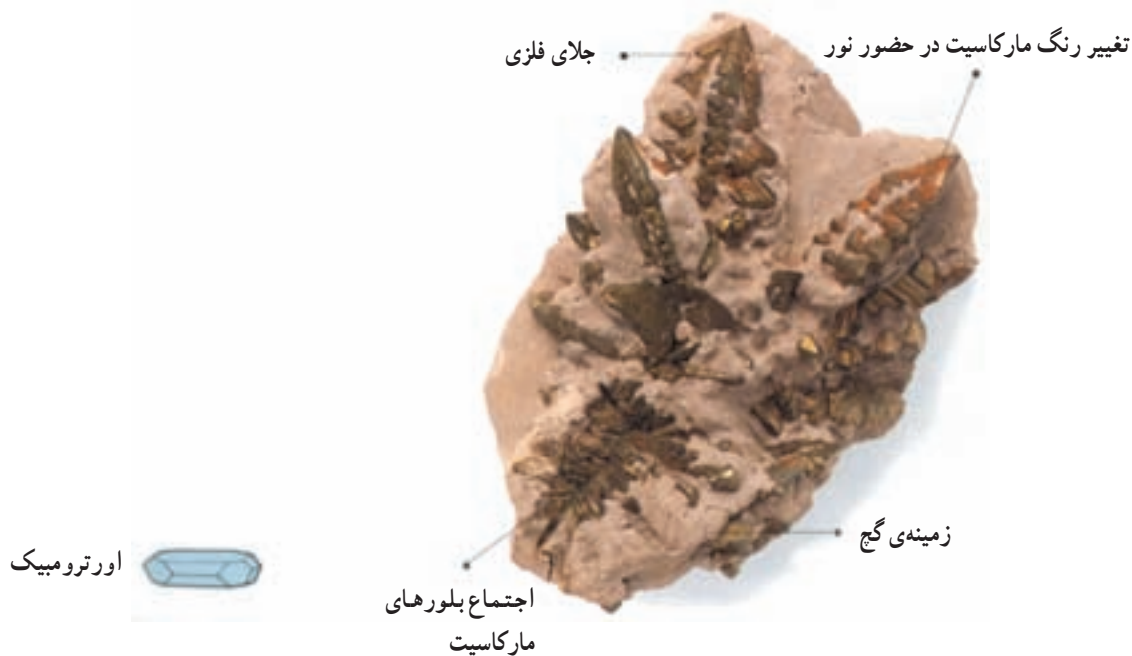 تغییر رنگ مارکاسیت در حضور نور
جلای فلزی
زمینه‌ی گچ
اجتماع بلورهای
مارکاسیت
اورترومبیک